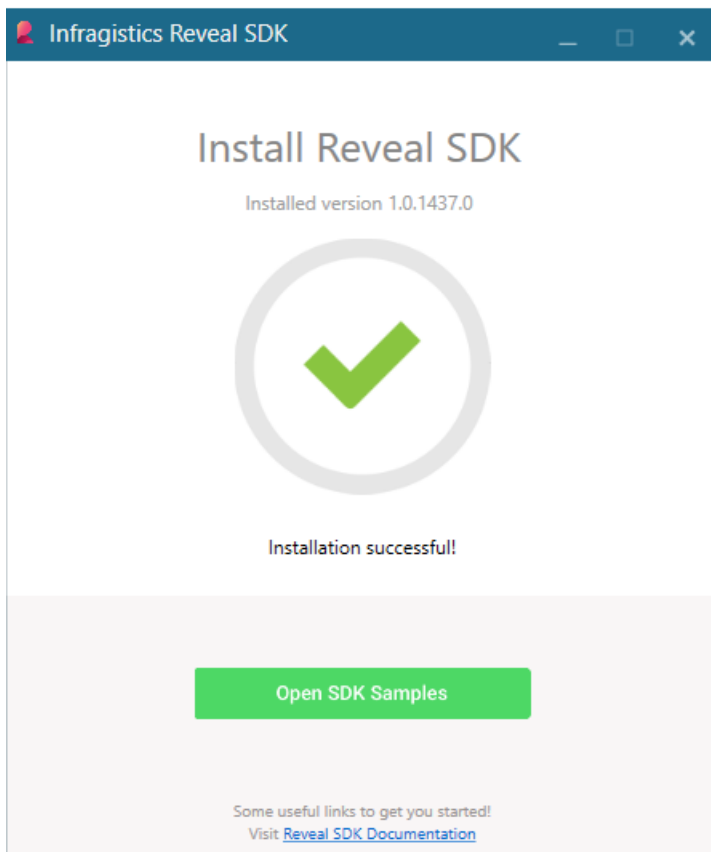 Infragistics Reveal SDK
Install Reveal SDK
Installed version 1.0.1437.0
Installation successful!
Open SDK Samples
Some useful links to get you started!
Visit Reveal SDK Documentation